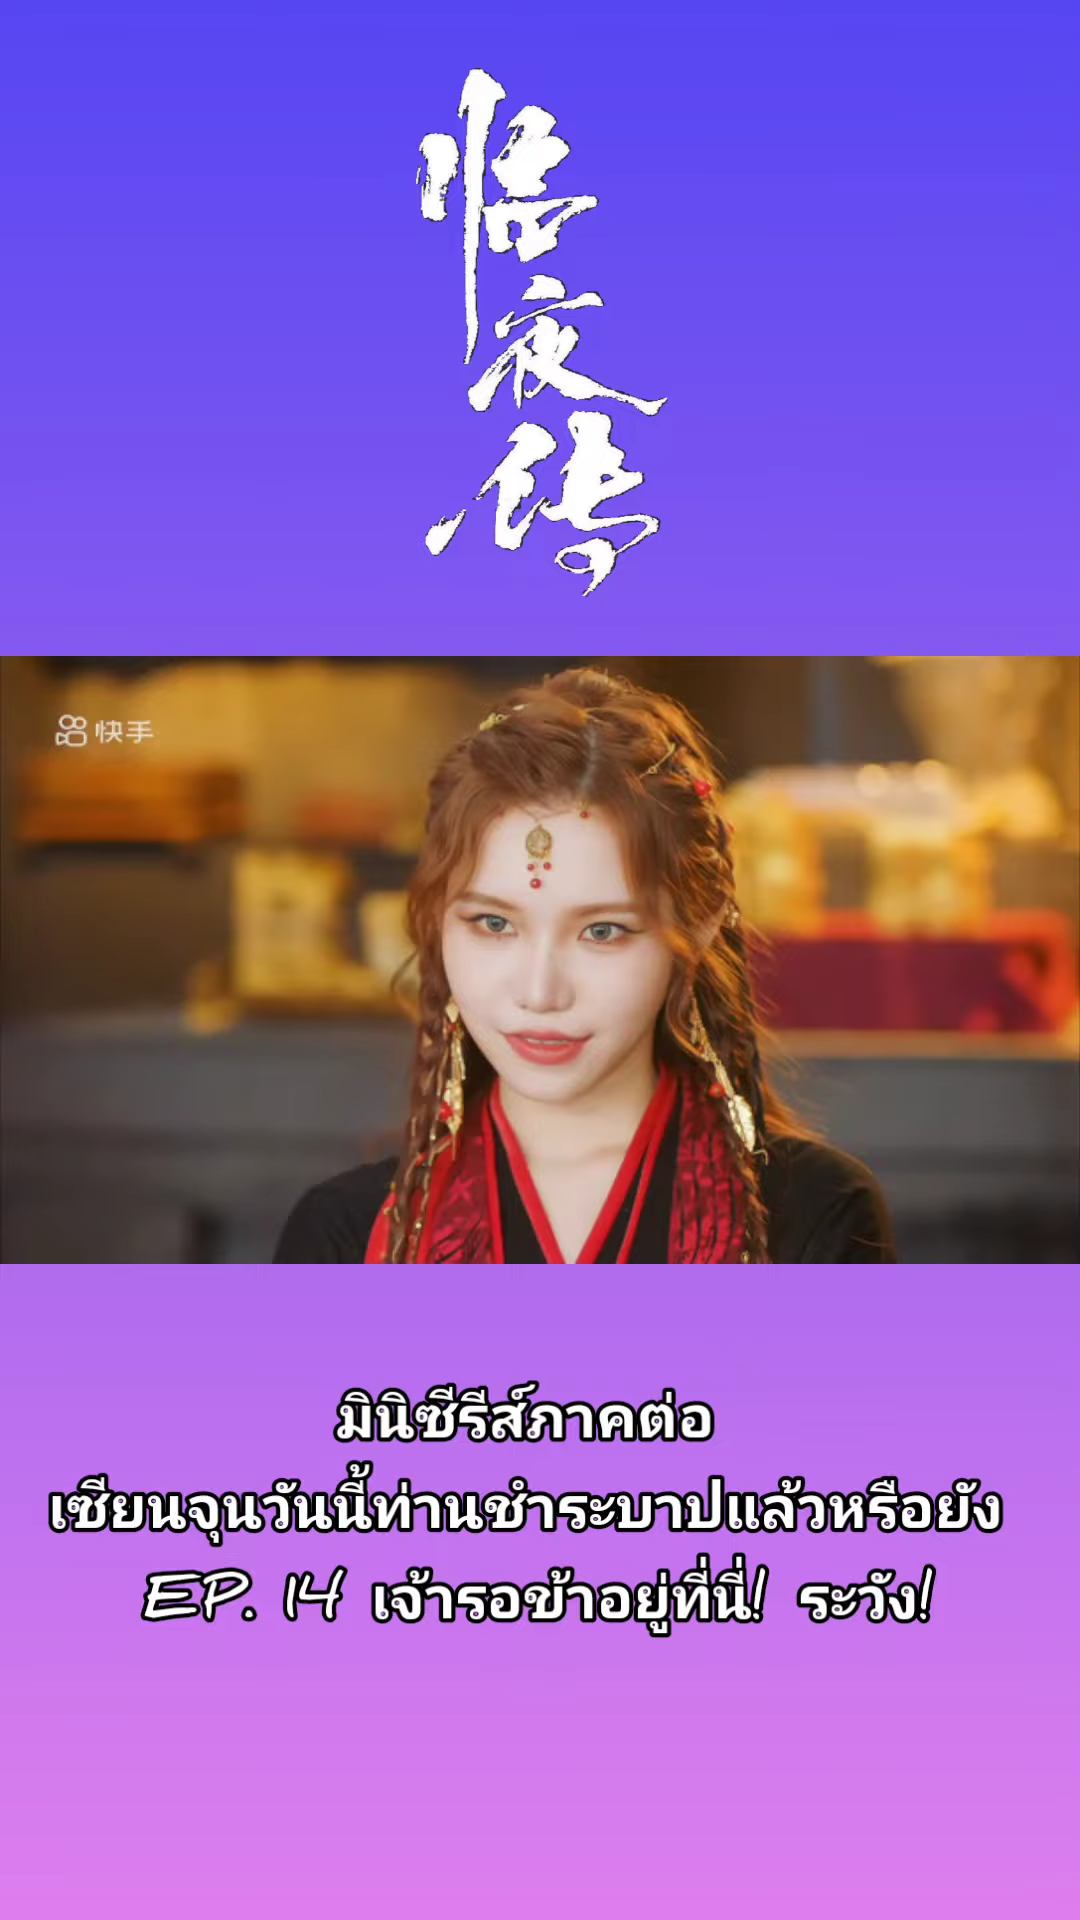 临
夜
传
快手
มินิซีรีส์ภาคต่อ
เซียนจุนวันนี้ท่านชำระบาปแล้วหรือยัง
EP. 14 เจ้ารอข้าอยู่ที่นี่! ระวัง!